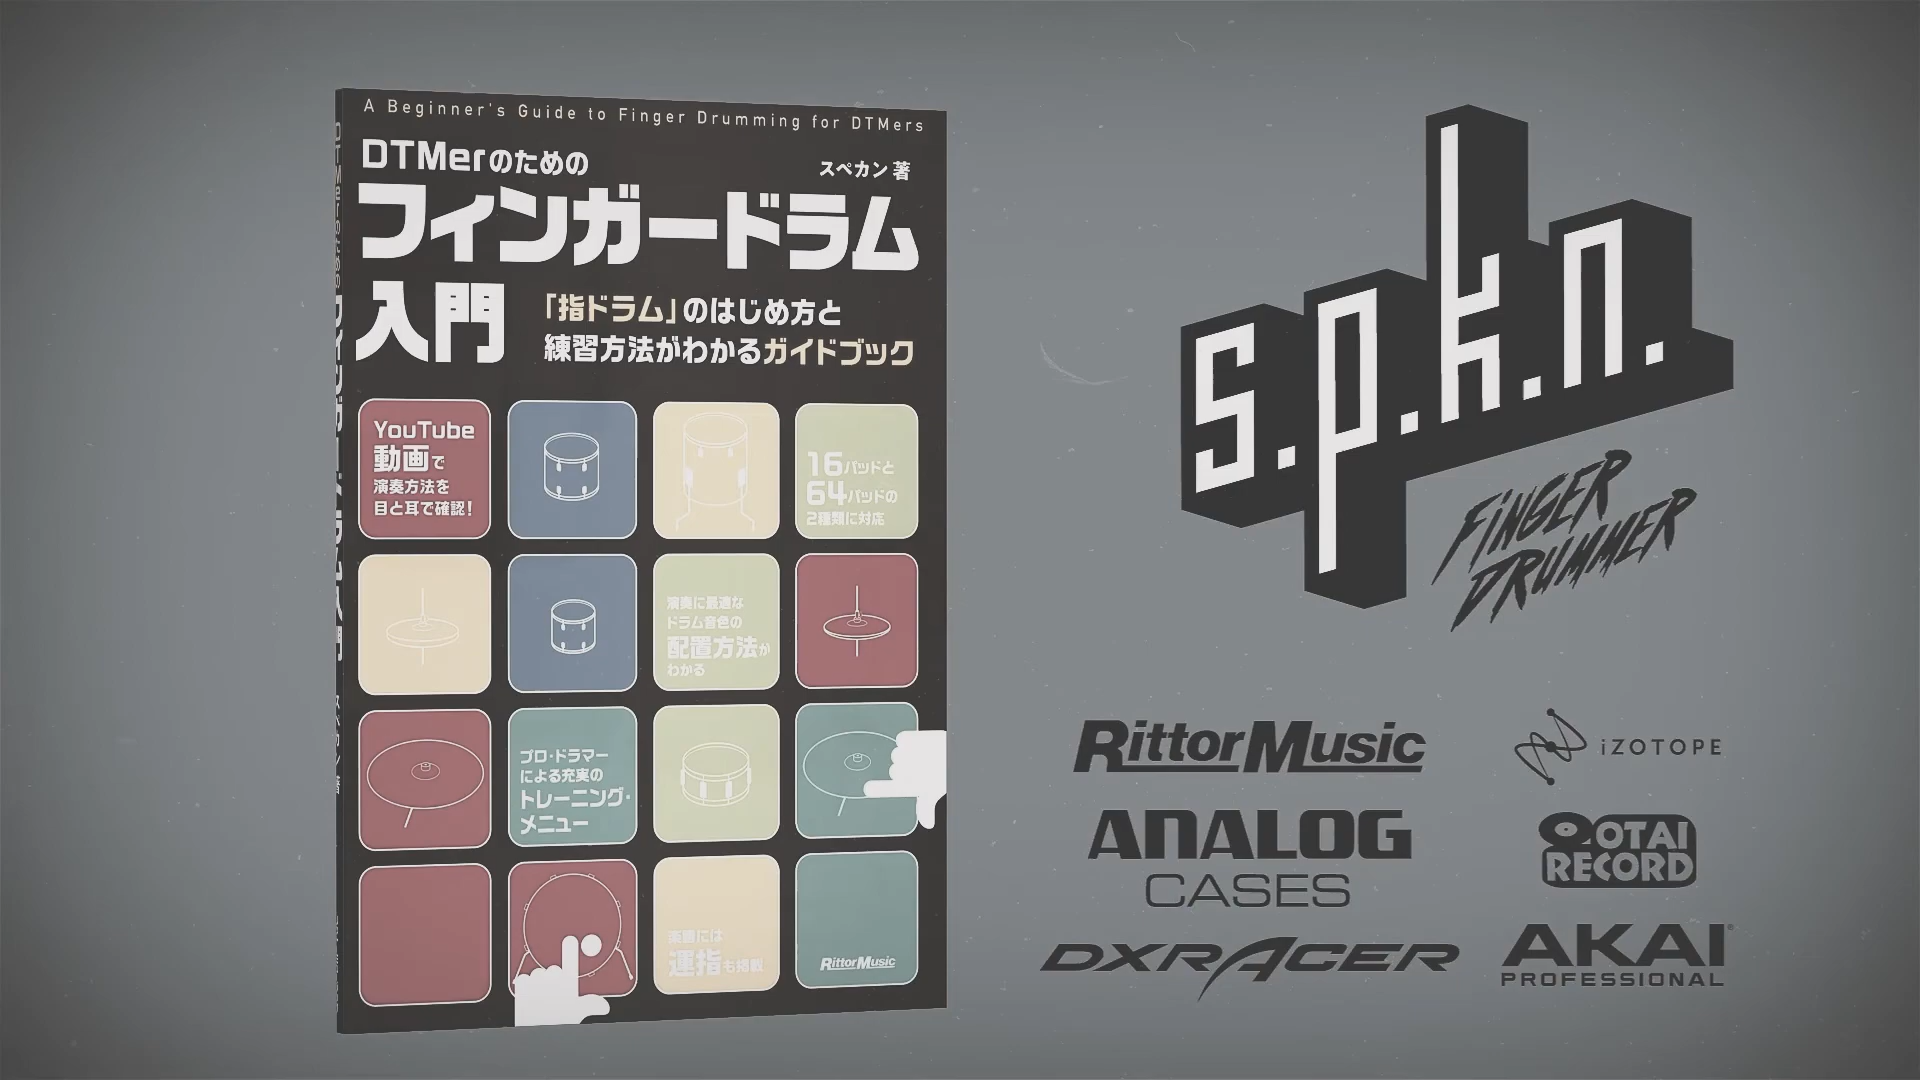 A Beginner's Guide to Finger Drumming for DTMers
DTMerのための
スペカン 著
フィンガードラム
入門
「指ドラム」のはじめ方と
練習方法がわかるガイドブック
YouTube
動画で
演奏方法を
目と耳で確認!
16パッドと
64パッドの
2種類に対応
演奏に最適な
ドラム音色の
配置方法が
わかる
プロ・ドラマー
による充実の
トレーニング・
メニュー
楽譜には
運指も掲載
RittorMusic
s.p.k.n.
FiNGER
DRUMMER
RittorMusic
iZOTOPE
ANALOG
CASES
OTAI
RECORD
DXRACER
AKAI
PROFESSIONAL